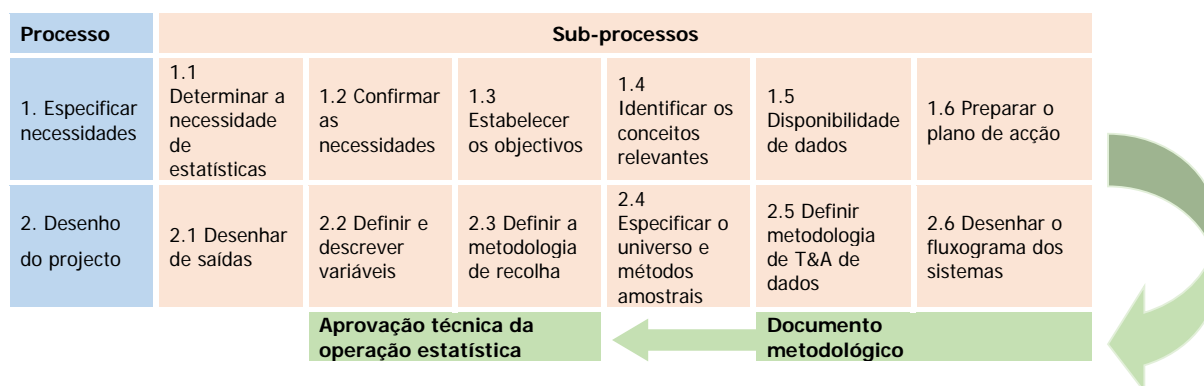 Processo
Sub-processos
1. Especificar
necessidades
1.1
Determinar a
necessidade
de
estatísticas
1.2 Confirmar
as
necessidades
1.3
Estabelecer
os objectivos
1.4
Identificar os
conceitos
relevantes
1.5
Disponibilidade
de dados
1.6 Preparar o
plano de acção
2. Desenho
do projecto
2.1 Desenhar
de saídas
2.2 Definir e
descrever
variáveis
2.3 Definir a
metodologia
de recolha
2.4
Especificar o
universo e
métodos
amostrais
2.5 Definir
metodologia
de T&A de
dados
2.6 Desenhar o
fluxograma dos
sistemas
Aprovação técnica da
operação estatística
Documento
metodológico